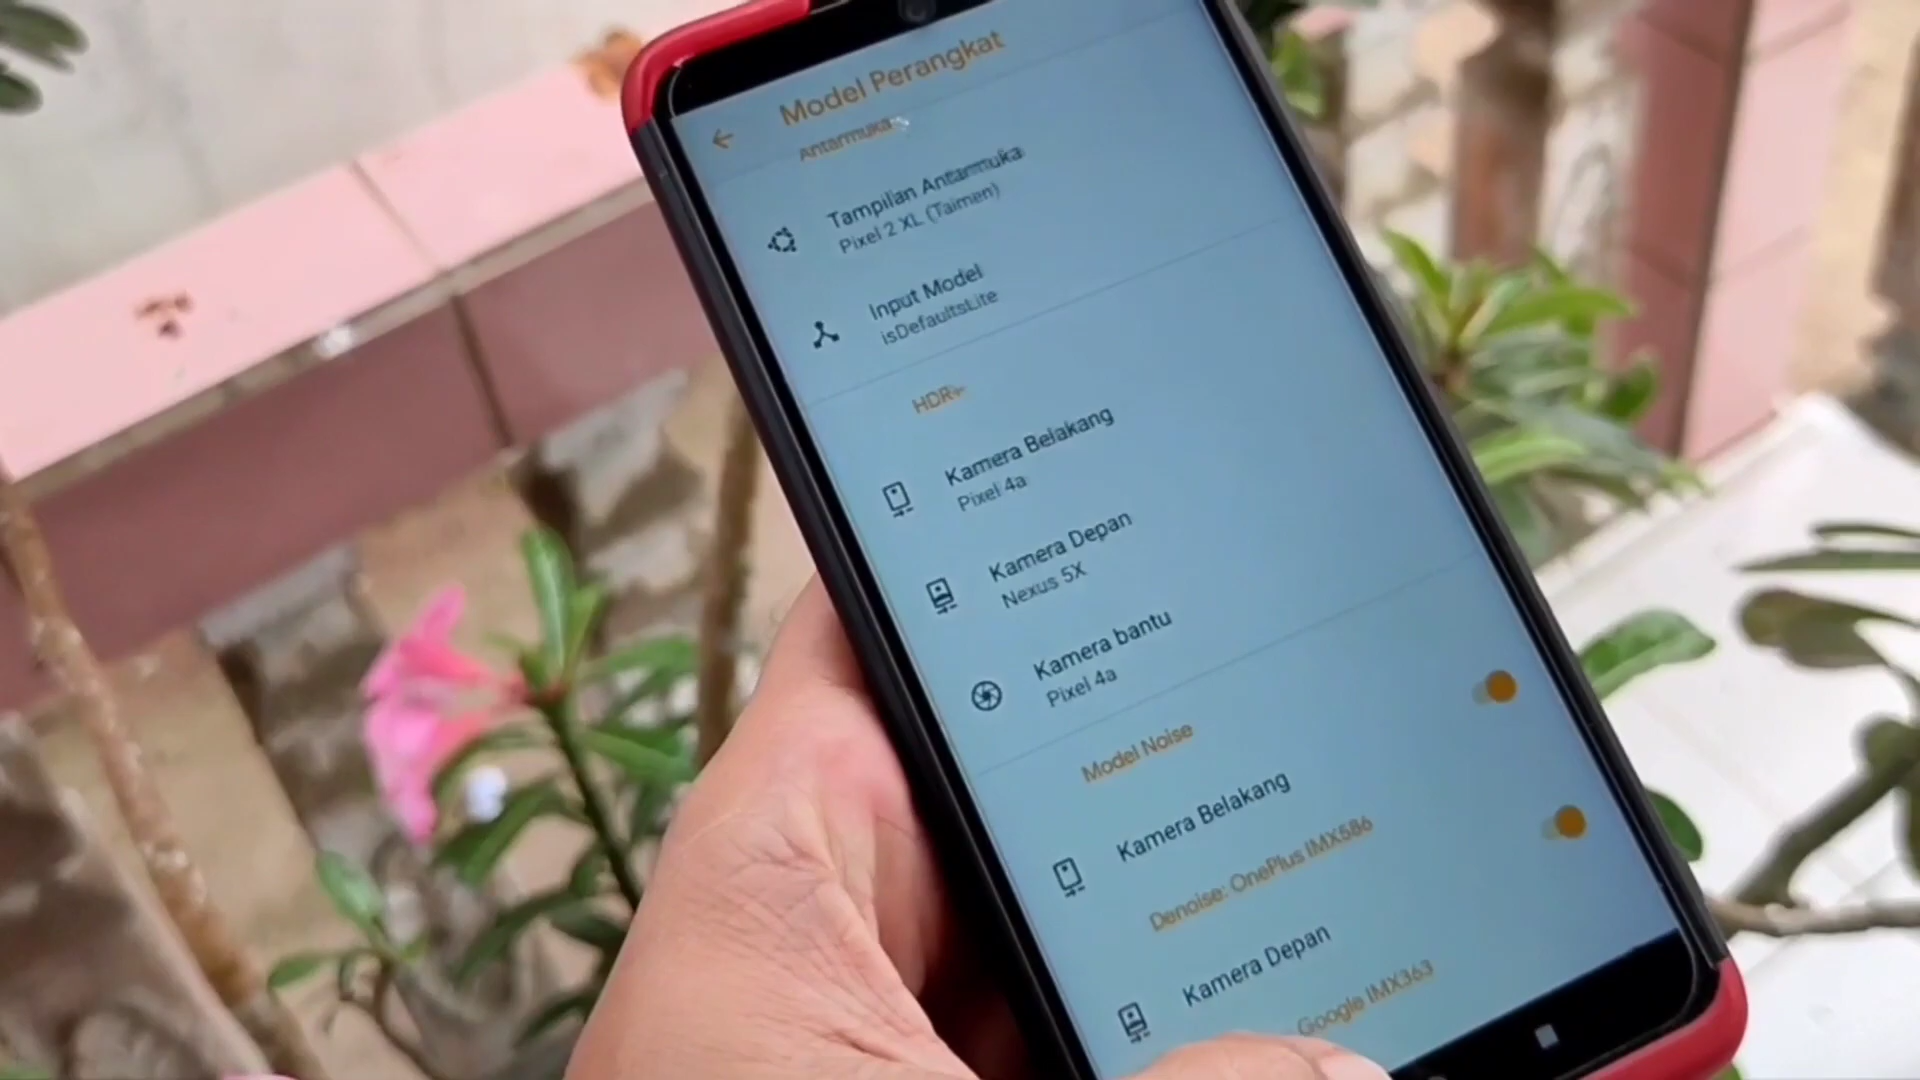 Model Perangkat
Antarmuka
Tampilan Antarmuka
Pixel 2 XL (Taimen)
Input Model
isDefaultsLite
HDR+
Kamera Belakang
Pixel 4a
Kamera Depan
Nexus 5X
Kamera bantu
Pixel 4a
Model Noise
Kamera Belakang
Denoise: OnePlus IMX586
Kamera Depan
Google IMX363